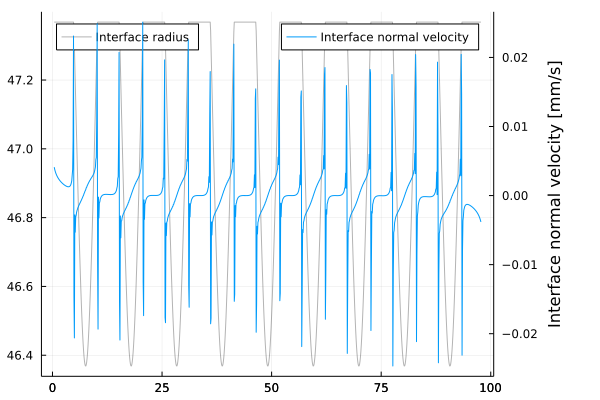 Interface radius
Interface normal velocity
47.2
47.0
46.8
46.6
46.4
0.02
0.01
0.00
−0.01
−0.02
Interface normal velocity [mm/s]
0 25 50 75 100